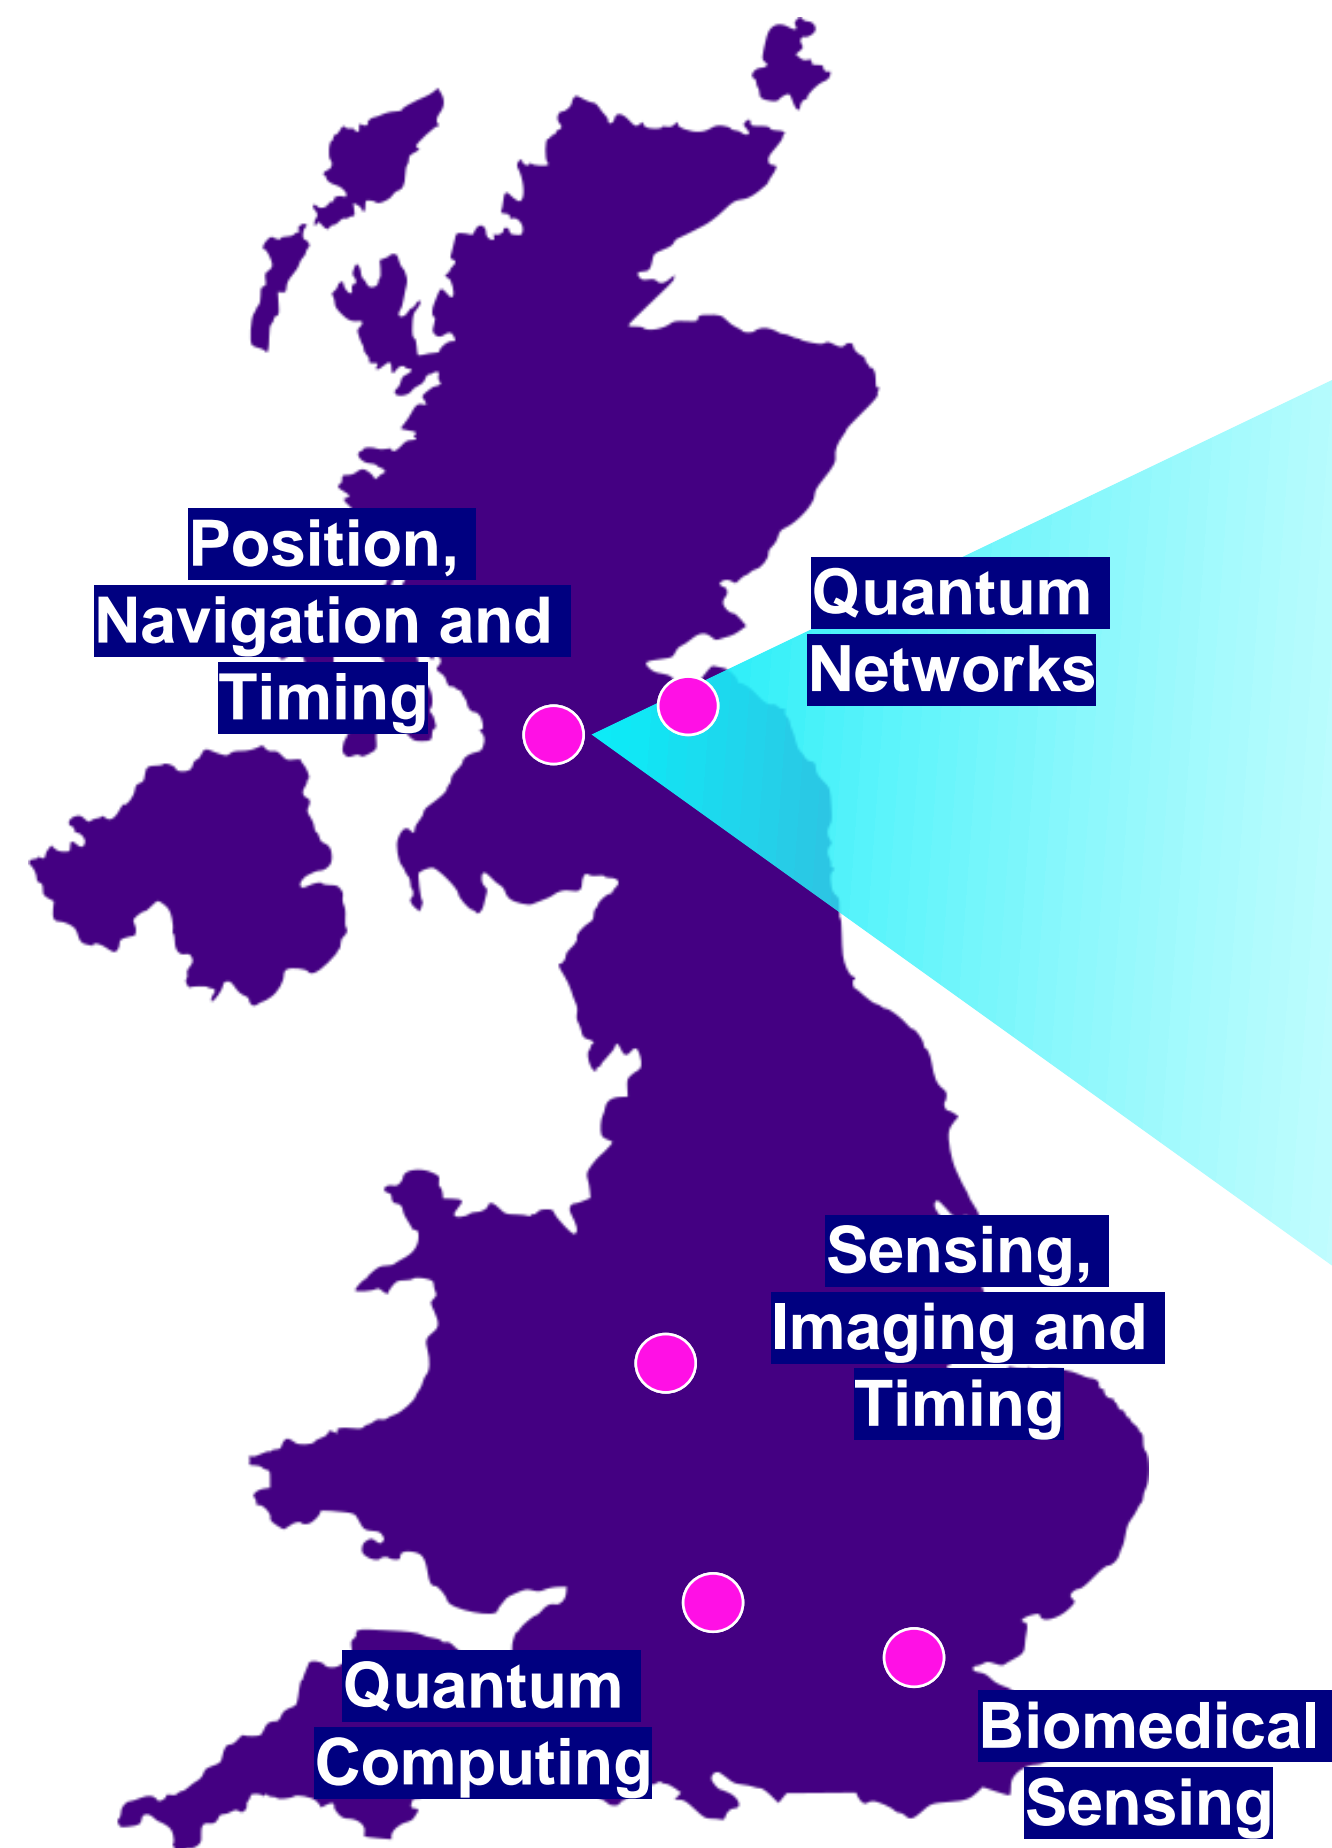 Position,
Navigation and
Timing
Quantum
Networks
Sensing,
Imaging and
Timing
Quantum
Computing
Biomedical
Sensing